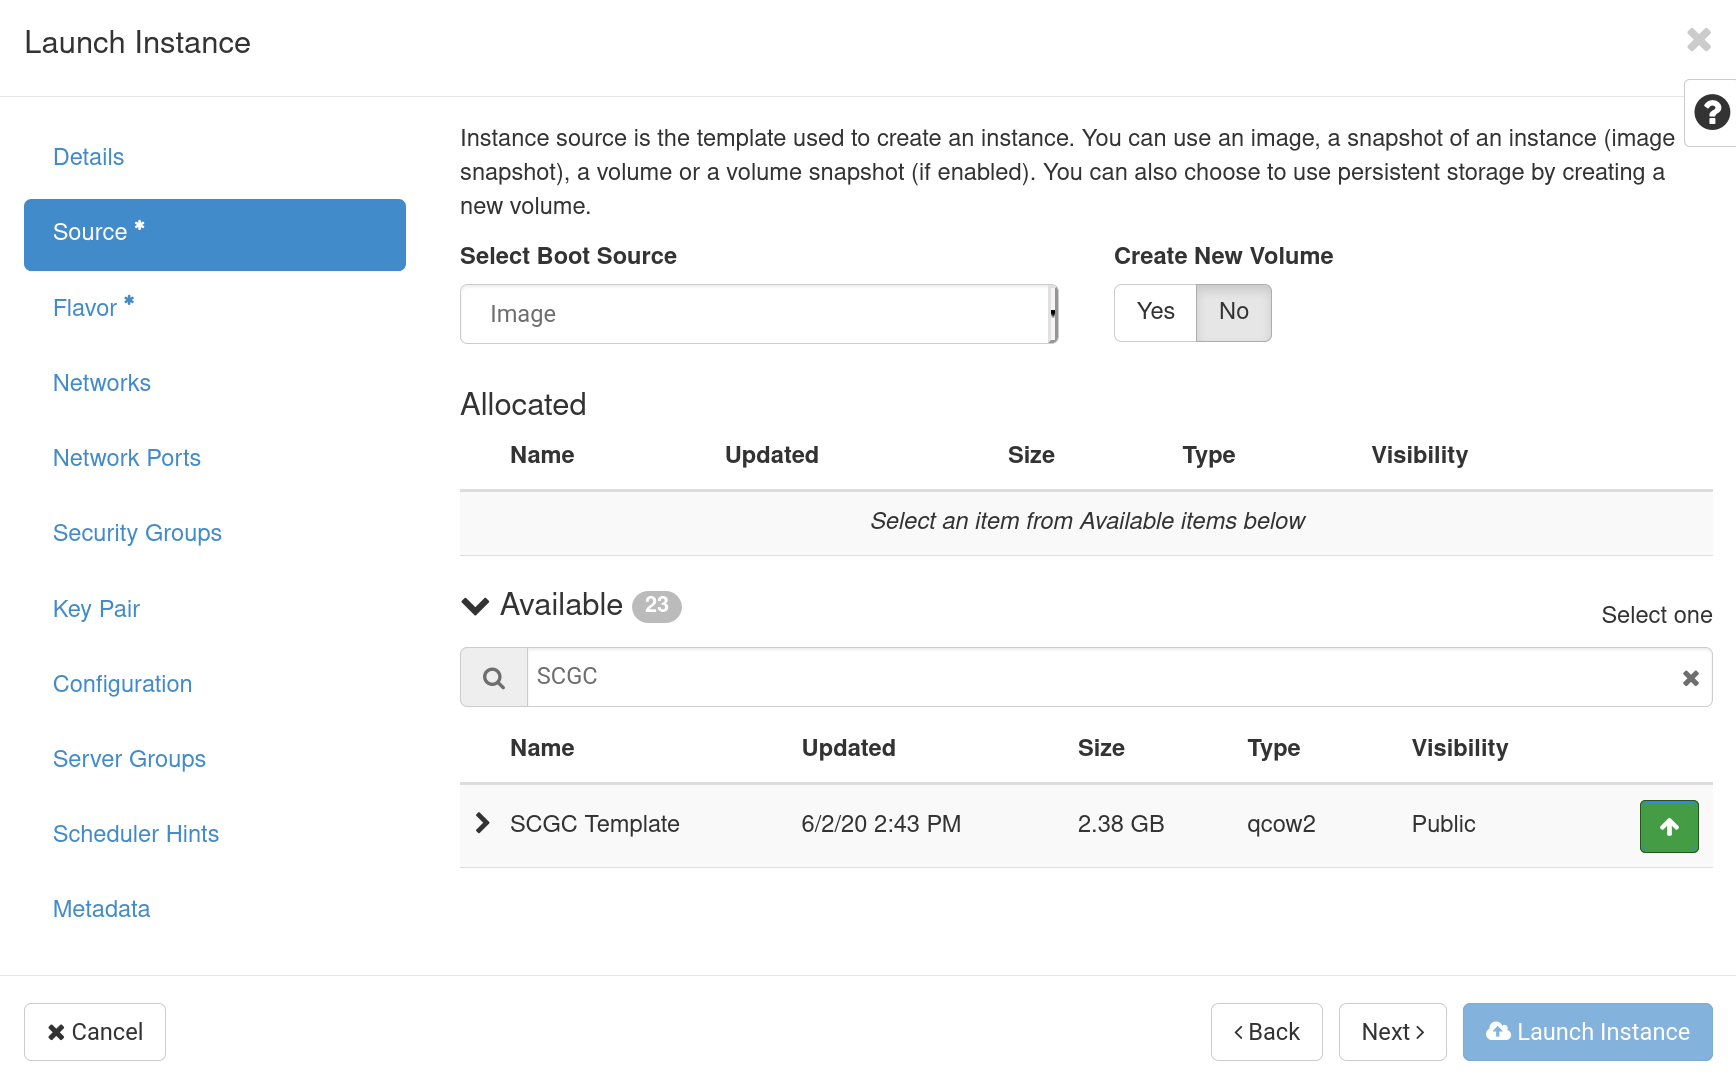 Launch Instance
Details
Source *
Flavor *
Networks
Network Ports
Security Groups
Key Pair
Configuration
Server Groups
Scheduler Hints
Metadata
Instance source is the template used to create an instance. You can use an image, a snapshot of an instance (image
snapshot), a volume or a volume snapshot (if enabled). You can also choose to use persistent storage by creating a
new volume.
Select Boot Source Create New Volume
Image Yes No
Allocated
Name Updated Size Type Visibility
Select an item from Available items below
Available 23
Select one
SCGC
Name Updated Size Type Visibility
SCGC Template 6/2/20 2:43 PM 2.38 GB qcow2 Public
Cancel Back Next Launch Instance